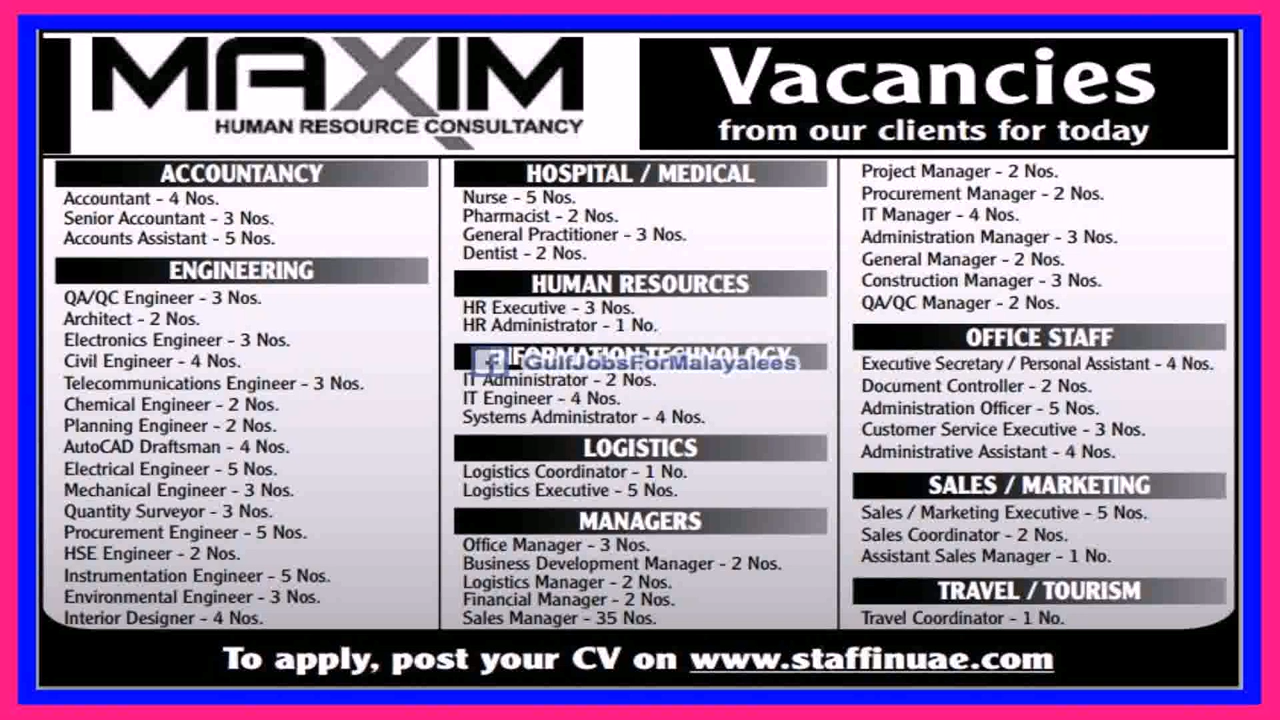 MAXIM
HUMAN RESOURCE CONSULTANCY
Vacancies
from our clients for today
ACCOUNTANCY
Accountant - 4 Nos.
Senior Accountant - 3 Nos.
Accounts Assistant - 5 Nos.
ENGINEERING
QA/QC Engineer - 3 Nos.
Architect - 2 Nos.
Electronics Engineer - 3 Nos.
Civil Engineer - 4 Nos.
Telecommunications Engineer - 3 Nos.
Chemical Engineer - 2 Nos.
Planning Engineer - 2 Nos.
AutoCAD Draftsman - 4 Nos.
Electrical Engineer - 5 Nos.
Mechanical Engineer - 3 Nos.
Quantity Surveyor - 3 Nos.
Procurement Engineer - 5 Nos.
HSE Engineer - 2 Nos.
Instrumentation Engineer - 5 Nos.
Environmental Engineer - 3 Nos.
Interior Designer - 4 Nos.
HOSPITAL / MEDICAL
Nurse - 5 Nos.
Pharmacist - 2 Nos.
General Practitioner - 3 Nos.
Dentist - 2 Nos.
HUMAN RESOURCES
HR Executive - 3 Nos.
HR Administrator - 1 No.
INFORMATION TECHNOLOGY
f /GulfJobsForMalayalees
IT Administrator - 2 Nos.
IT Engineer - 4 Nos.
Systems Administrator - 4 Nos.
LOGISTICS
Logistics Coordinator - 1 No.
Logistics Executive - 5 Nos.
MANAGERS
Office Manager - 3 Nos.
Business Development Manager - 2 Nos.
Logistics Manager - 2 Nos.
Financial Manager - 2 Nos.
Sales Manager - 35 Nos.
Project Manager - 2 Nos.
Procurement Manager - 2 Nos.
IT Manager - 4 Nos.
Administration Manager - 3 Nos.
General Manager - 2 Nos.
Construction Manager - 3 Nos.
QA/QC Manager - 2 Nos.
OFFICE STAFF
Executive Secretary / Personal Assistant - 4 Nos.
Document Controller - 2 Nos.
Administration Officer - 5 Nos.
Customer Service Executive - 3 Nos.
Administrative Assistant - 4 Nos.
SALES / MARKETING
Sales / Marketing Executive - 5 Nos.
Sales Coordinator - 2 Nos.
Assistant Sales Manager - 1 No.
TRAVEL / TOURISM
Travel Coordinator - 1 No.
To apply, post your CV on www.staffinuae.com